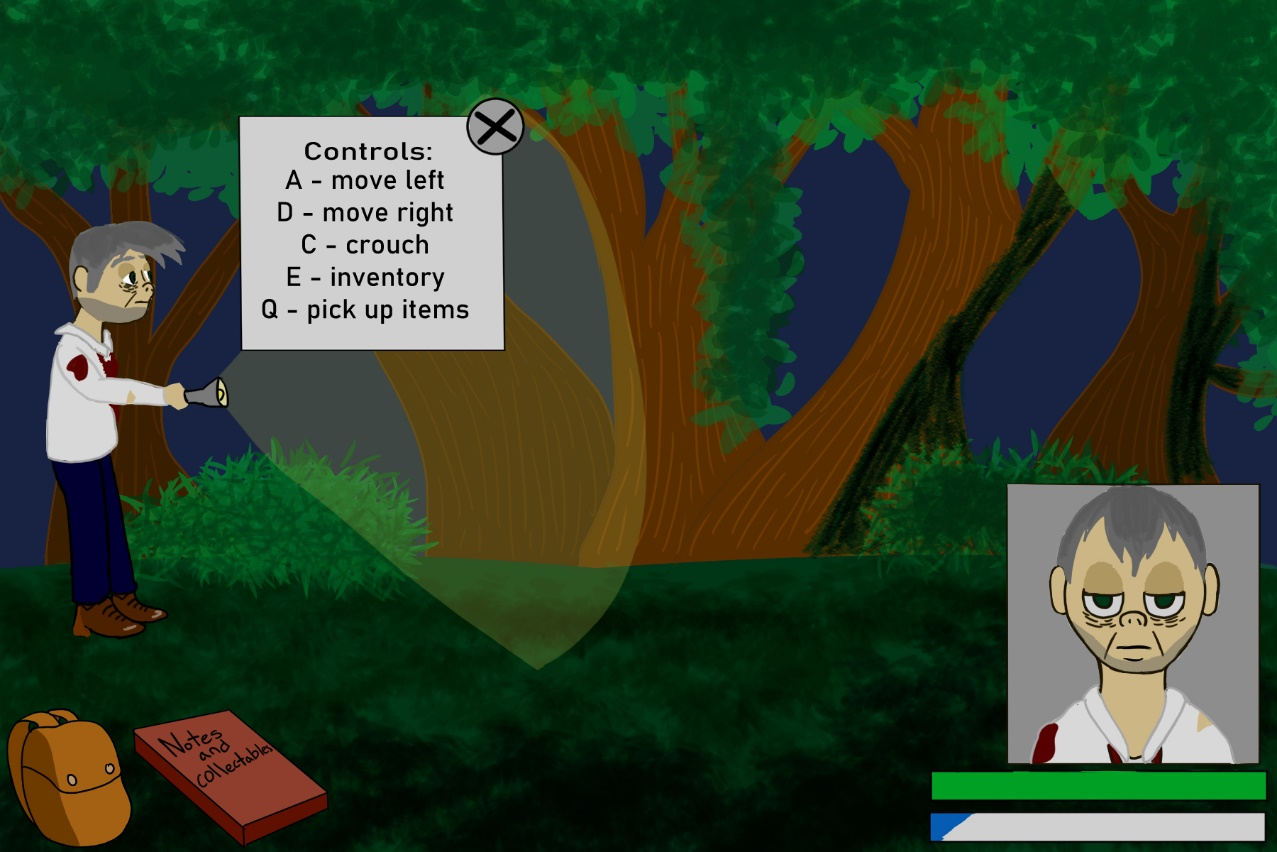 Controls:
A - move left
D - move right
C - crouch
E - inventory
Q - pick up items
Notes
and
collectables